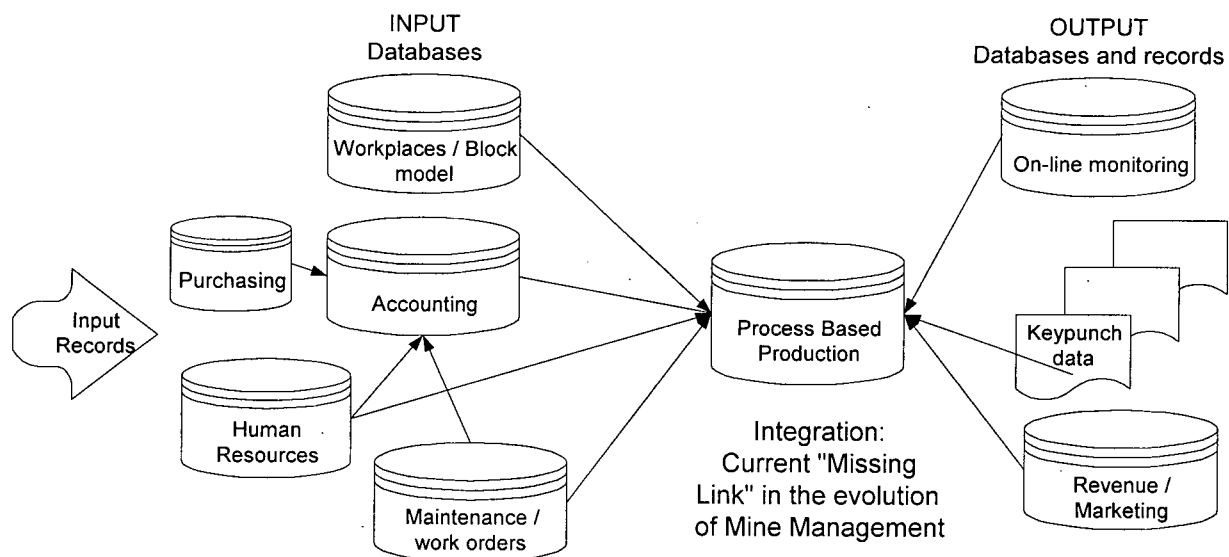 INPUT
Databases
Workplaces / Block
model
Purchasing
Accounting
Input
Records
Human
Resources
Maintenance /
work orders
Process Based
Production
Integration:
Current "Missing
Link" in the evolution
of Mine Management
OUTPUT
Databases and records
On-line monitoring
Keypunch
data
Revenue /
Marketing